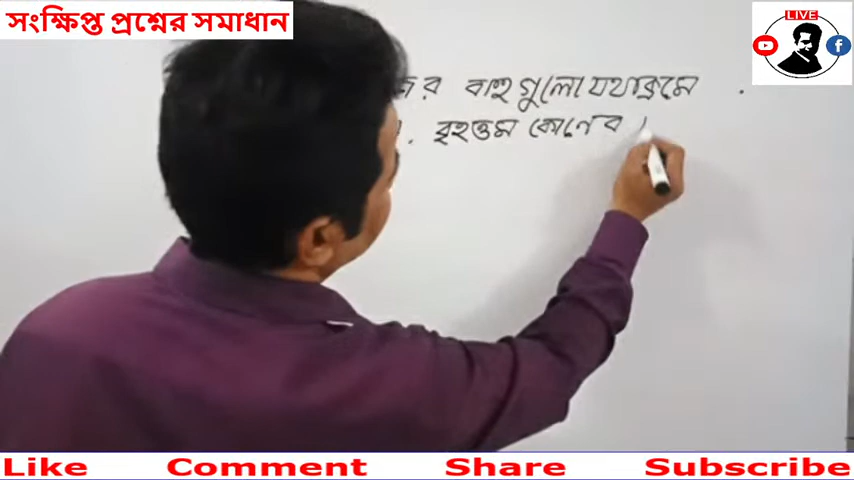 সংক্ষিপ্ত প্রশ্নের সমাধান
LIVE
র বাহু গুলো যথাক্রমে
বৃহত্তম কোণের
Like Comment Share Subscribe